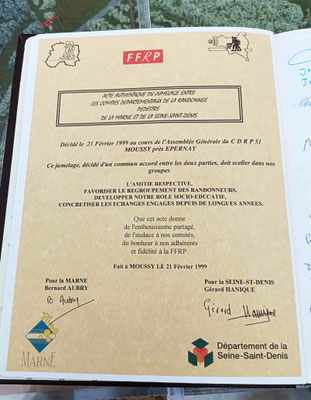 FFRP
ACTE AUTHENTIQUE DU JUMELAGE ENTRE
LES COMITES DEPARTEMENTAUX DE LA RANDONNEE
PEDESTRE
DE LA MARNE ET DE LA SEINE-SAINT-DENIS
Décidé le 21 Février 1999 au cours de l'Assemblée Générale du C D R P 51
MOUSSY près EPERNAY
Ce jumelage, décidé d'un commun accord entre les deux parties, doit sceller dans nos
groupes
L'AMITIE RESPECTIVE,
FAVORISER LE REGROUPEMENT DES RANDONNEURS,
DEVELOPPER NOTRE ROLE SOCIO-EDUCATIF,
CONCRETISER LES ECHANGES ENGAGES DEPUIS DE LONGUES ANNEES.
Que cet acte donne
de l'enthousiasme partagé,
de l'audace à nos comités,
du bonheur à nos adhérents
et fidélité à la FFRP.
Fait à MOUSSY LE 21 Février 1999
Pour la MARNE
Bernard AUBRY
B Aubry
Pour la SEINE-ST-DENIS
Gérard HANIQUE
Gérard Hanique
MARNE
Département de la
Seine-Saint-Denis